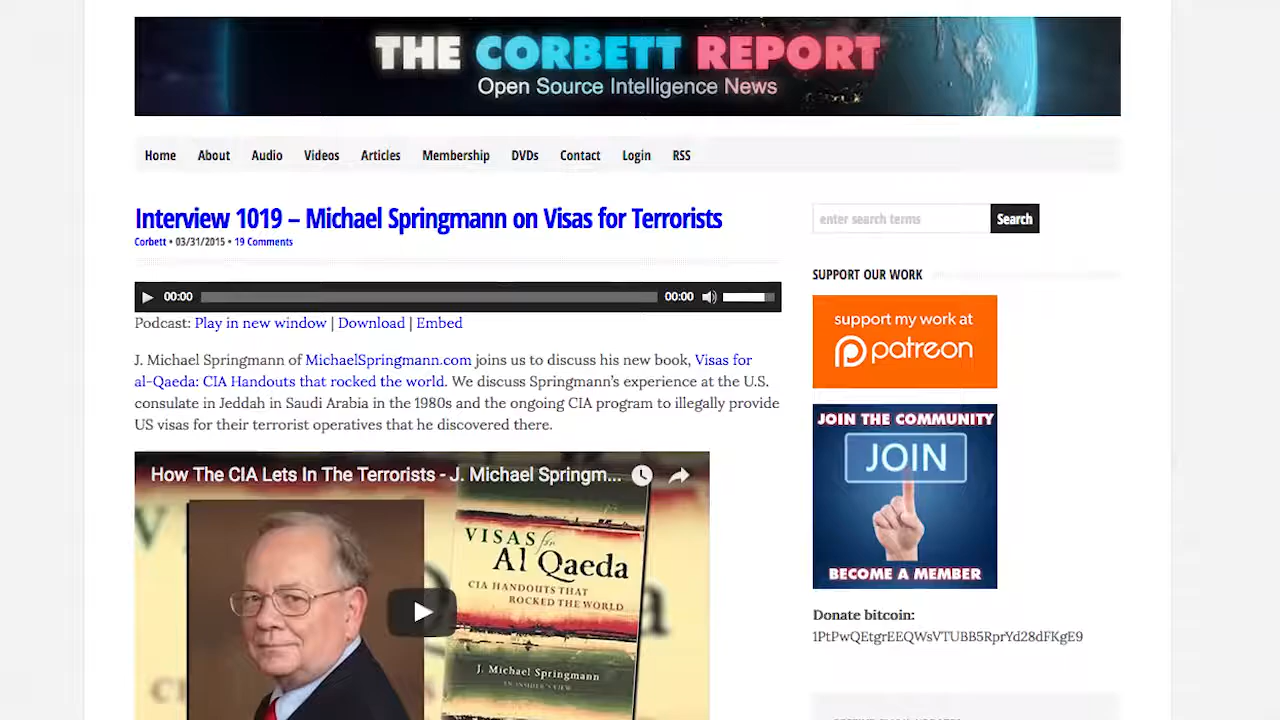 THE CORBETT REPORT
Open Source Intelligence News
Home About Audio Videos Articles Membership DVDs Contact Login RSS
Interview 1019 – Michael Springmann on Visas for Terrorists
Corbett • 03/31/2015 • 19 Comments
00:00 00:00
Podcast: Play in new window | Download | Embed
J. Michael Springmann of MichaelSpringmann.com joins us to discuss his new book, Visas for
al-Qaeda: CIA Handouts that rocked the world. We discuss Springmann's experience at the U.S.
consulate in Jeddah in Saudi Arabia in the 1980s and the ongoing CIA program to illegally provide
US visas for their terrorist operatives that he discovered there.
How The CIA Lets In The Terrorists - J. Michael Springm...
VISAS for
Al Qaeda
CIA HANDOUTS THAT
ROCKED THE WORLD
J. Michael Springmann
AN INSIDER'S VIEW
enter search terms Search
SUPPORT OUR WORK
support my work at
patreon
JOIN THE COMMUNITY
JOIN
BECOME A MEMBER
Donate bitcoin:
1PtPwQEtgrEEQWsVTUBB5RprYd28dFKgE9